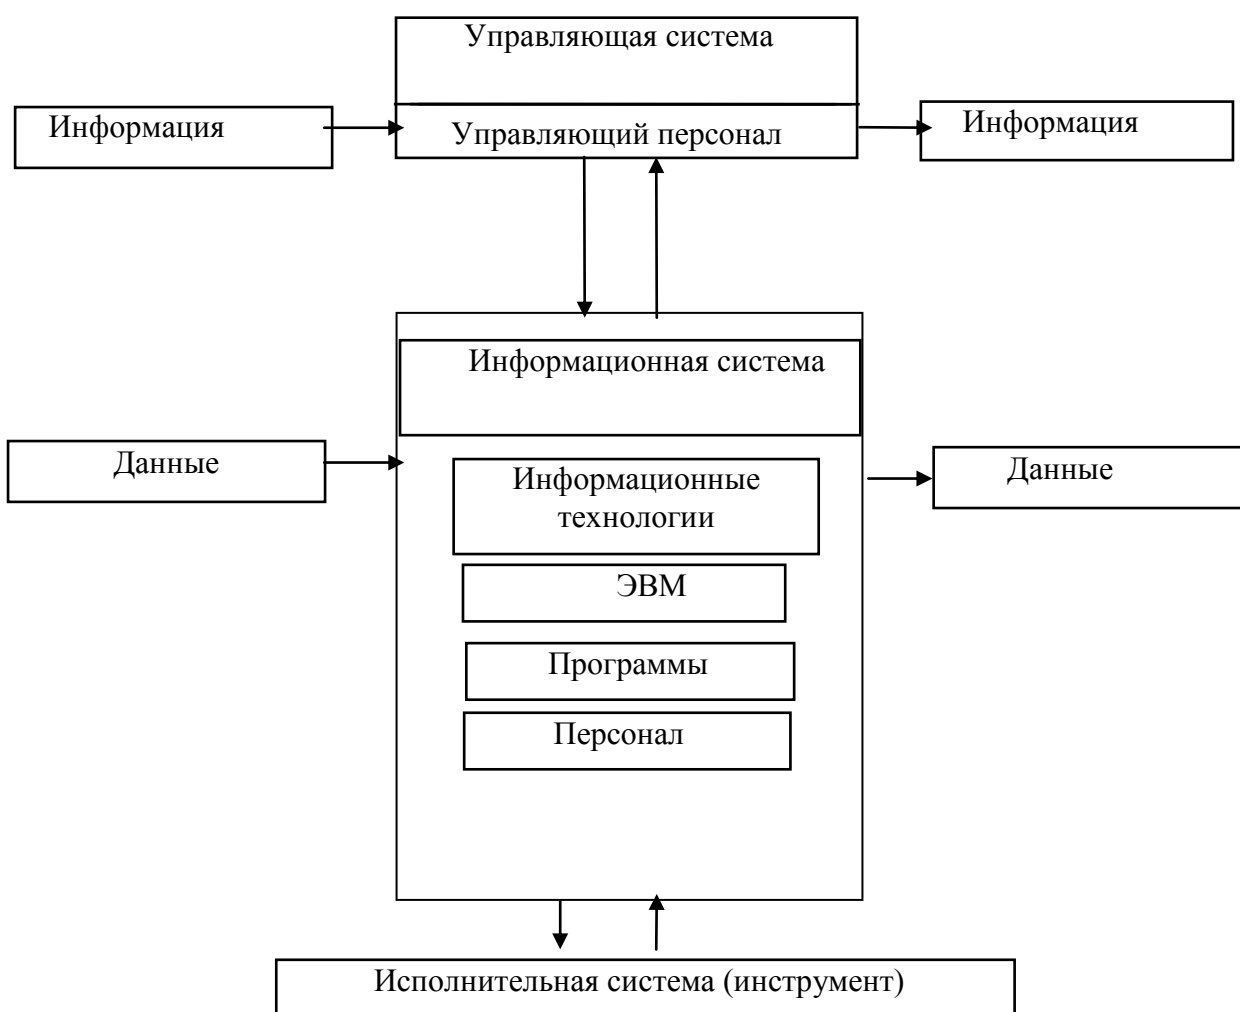 Управляющая система
Информация
Управляющий персонал
Информация
Информационная система
Данные
Информационные
технологии
Данные
ЭВМ
Программы
Персонал
Исполнительная система (инструмент)